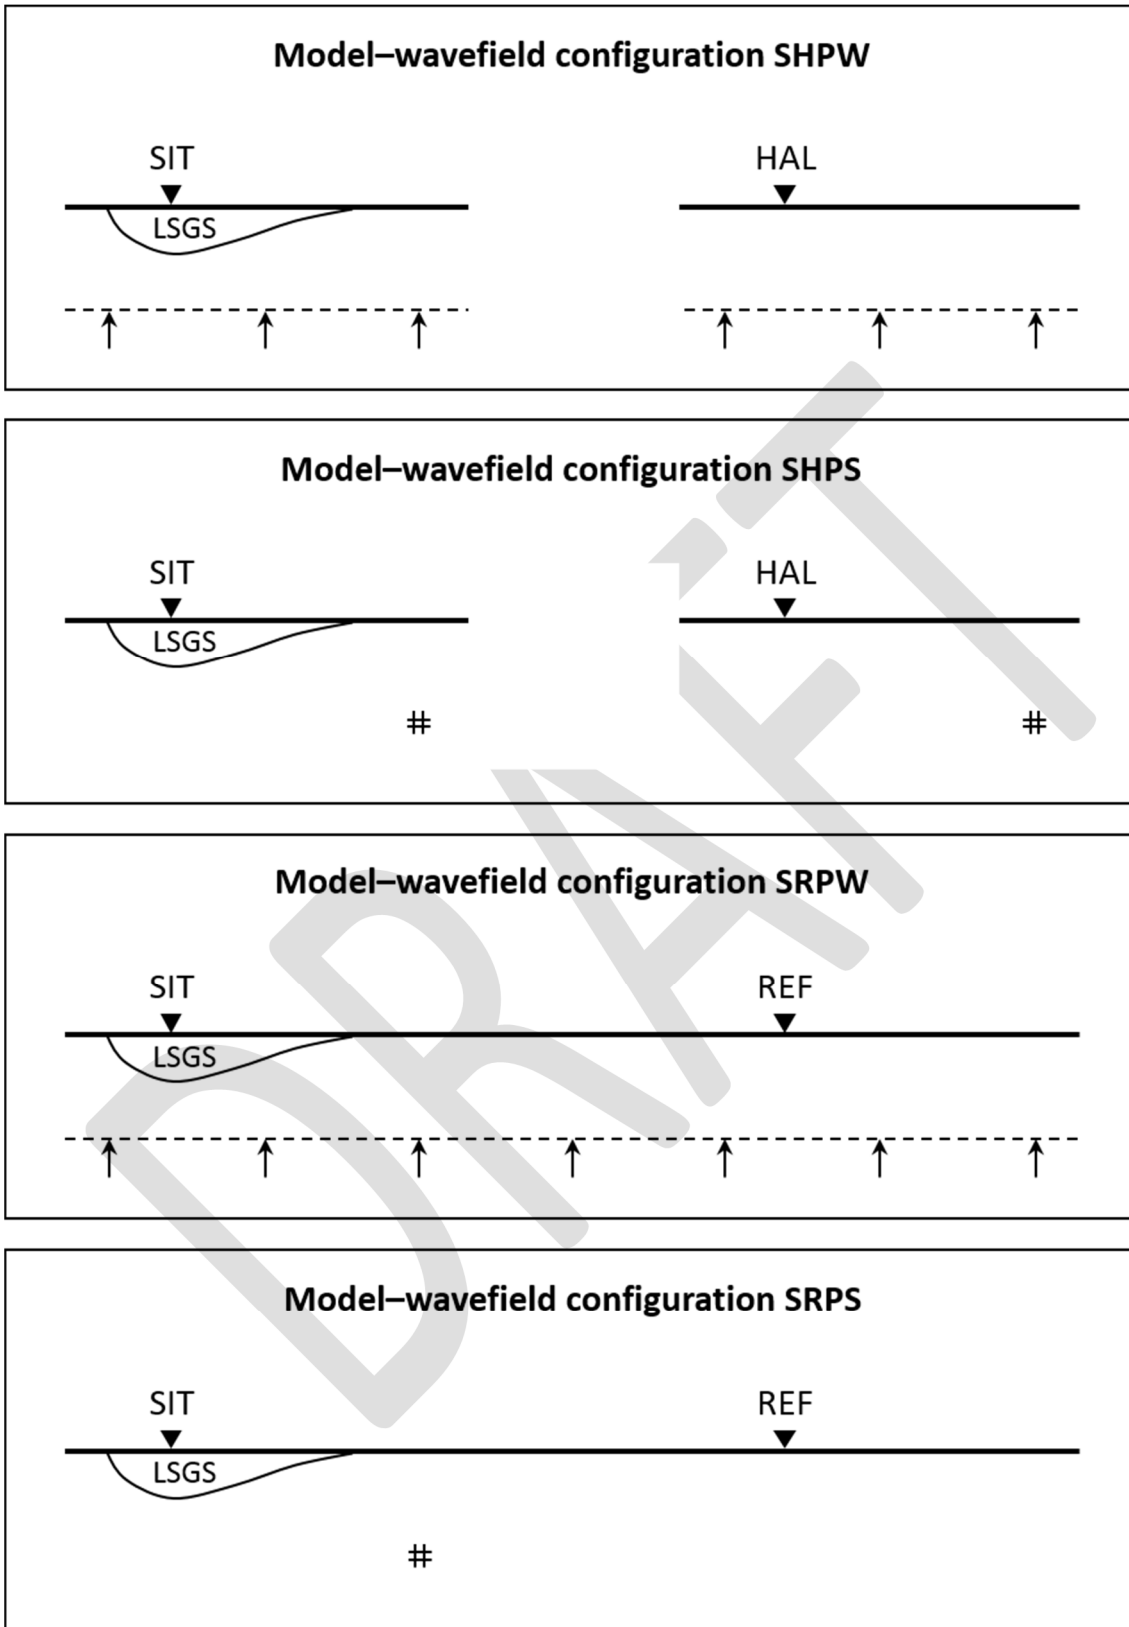 Model–wavefield configuration SHPW
SIT HAL
LSGS
Model–wavefield configuration SHPS
SIT HAL
LSGS
#
#
Model–wavefield configuration SRPW
SIT REF
LSGS
Model–wavefield configuration SRPS
SIT REF
LSGS
#
DRAFT